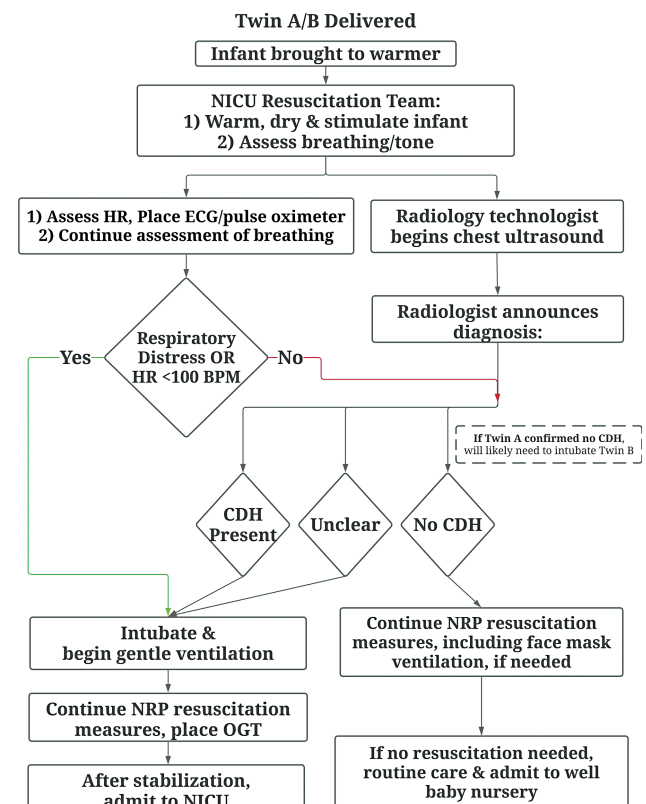 Twin A/B Delivered
Infant brought to warmer
NICU Resuscitation Team:
1) Warm, dry & stimulate infant
2) Assess breathing/tone
1) Assess HR, Place ECG/pulse oximeter
2) Continue assessment of breathing
Radiology technologist
begins chest ultrasound
Radiologist announces
diagnosis:
Respiratory
Distress OR
HR <100 BPM
Yes
No
If Twin A confirmed no CDH,
will likely need to intubate Twin B
CDH
Present
Unclear
No CDH
Intubate &
begin gentle ventilation
Continue NRP resuscitation
measures, including face mask
ventilation, if needed
Continue NRP resuscitation
measures, place OGT
If no resuscitation needed,
routine care & admit to well
baby nursery
After stabilization,
admit to NICU